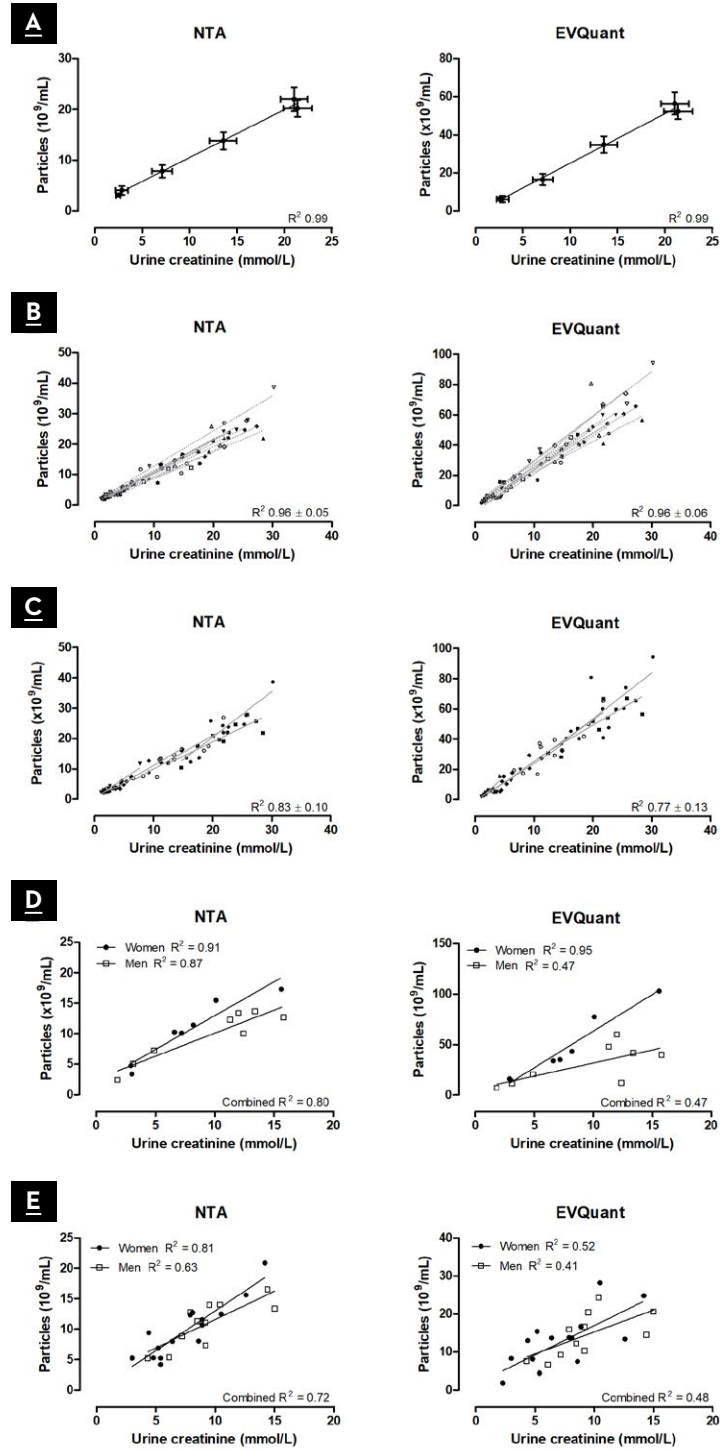 A
NTA
EVQuant
Particles (10⁹/mL)
30
20
10
0
R² 0.99
0 5 10 15 20 25
Urine creatinine (mmol/L)
Particles (x10⁹/mL)
80
60
40
20
0
R² 0.99
0 5 10 15 20 25
Urine creatinine (mmol/L)
B
NTA
EVQuant
Particles (10⁹/mL)
50
40
30
20
10
0
R² 0.96 ± 0.05
0 10 20 30 40
Urine creatinine (mmol/L)
Particles (x10⁹/mL)
100
80
60
40
20
0
R² 0.96 ± 0.06
0 10 20 30 40
Urine creatinine (mmol/L)
C
NTA
EVQuant
Particles (x10⁹/mL)
50
40
30
20
10
0
R² 0.83 ± 0.10
0 10 20 30 40
Urine creatinine (mmol/L)
Particles (x10⁹/mL)
100
80
60
40
20
0
R² 0.77 ± 0.13
0 10 20 30 40
Urine creatinine (mmol/L)
D
NTA
EVQuant
Particles (x10⁹/mL)
25
20
15
10
5
0
Women R² = 0.91
Men R² = 0.87
Combined R² = 0.80
0 5 10 15 20
Urine creatinine (mmol/L)
Particles (x10⁹/mL)
150
100
50
0
Women R² = 0.95
Men R² = 0.47
Combined R² = 0.47
0 5 10 15 20
Urine creatinine (mmol/L)
E
NTA
EVQuant
Particles (10⁹/mL)
25
20
15
10
5
0
Women R² = 0.81
Men R² = 0.63
Combined R² = 0.72
0 5 10 15 20
Urine creatinine (mmol/L)
Particles (10⁹/mL)
40
30
20
10
0
Women R² = 0.52
Men R² = 0.41
Combined R² = 0.48
0 5 10 15 20
Urine creatinine (mmol/L)